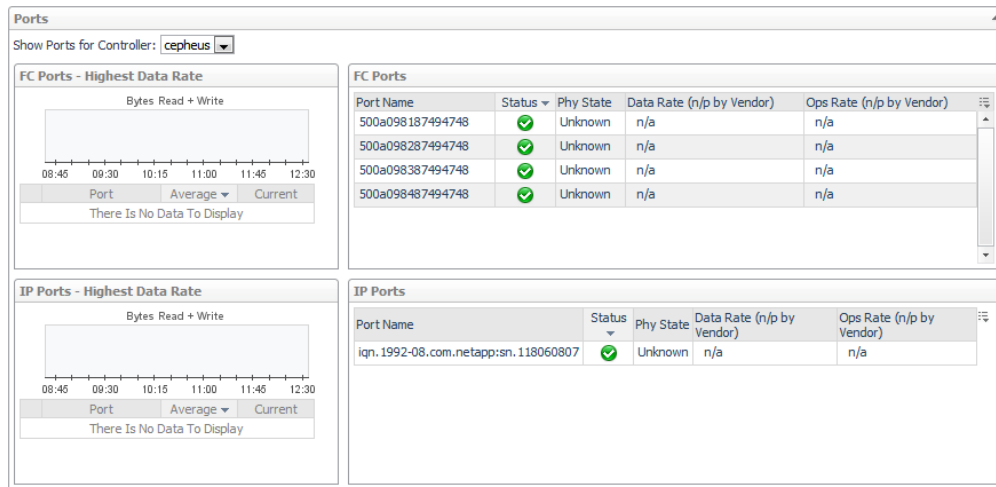 Ports
Show Ports for Controller: cepheus
FC Ports - Highest Data Rate
Bytes Read + Write
08:45 09:30 10:15 11:00 11:45 12:30
Port Average Current
There Is No Data To Display
FC Ports
Port Name Status Phy State Data Rate (n/p by Vendor) Ops Rate (n/p by Vendor)
500a098187494748 Unknown n/a n/a
500a098287494748 Unknown n/a n/a
500a098387494748 Unknown n/a n/a
500a098487494748 Unknown n/a n/a
IP Ports - Highest Data Rate
Bytes Read + Write
08:45 09:30 10:15 11:00 11:45 12:30
Port Average Current
There Is No Data To Display
IP Ports
Port Name Status Phy State Data Rate (n/p by Vendor) Ops Rate (n/p by Vendor)
iqn.1992-08.com.netapp:sn.118060807 Unknown n/a n/a